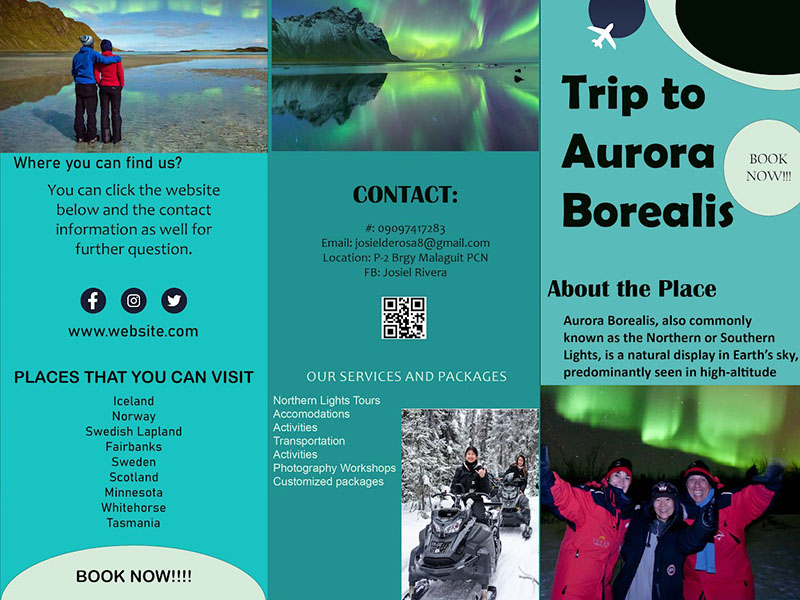 Where you can find us?
You can click the website
below and the contact
information as well for
further question.
www.website.com
PLACES THAT YOU CAN VISIT
Iceland
Norway
Swedish Lapland
Fairbanks
Sweden
Scotland
Minnesota
Whitehorse
Tasmania
BOOK NOW!!!!
CONTACT:
#: 09097417283
Email: josielderosa8@gmail.com
Location: P-2 Brgy Malaguit PCN
FB: Josiel Rivera
OUR SERVICES AND PACKAGES
Northern Lights Tours
Accomodations
Activities
Transportation
Activities
Photography Workshops
Customized packages
Trip to
Aurora
Borealis
BOOK
NOW!!!
About the Place
Aurora Borealis, also commonly
known as the Northern or Southern
Lights, is a natural display in Earth's sky,
predominantly seen in high-altitude